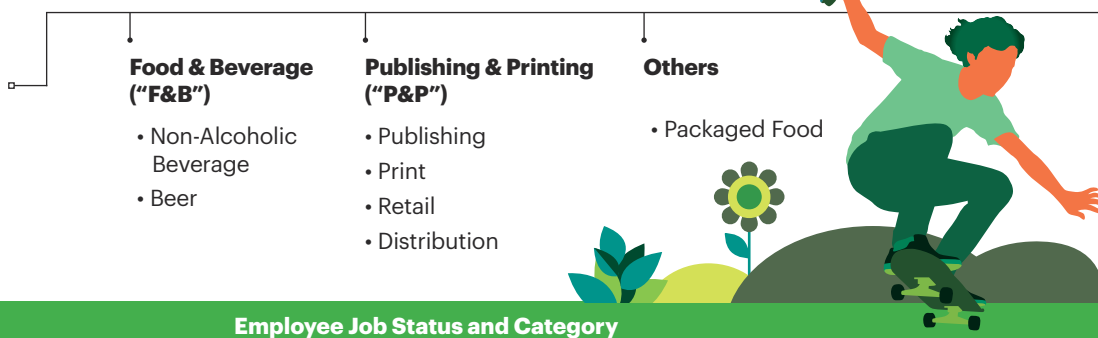 Food & Beverage
(“F&B”)
• Non-Alcoholic
Beverage
• Beer
Publishing & Printing
(“P&P”)
• Publishing
• Print
• Retail
• Distribution
Others
• Packaged Food
Employee Job Status and Category